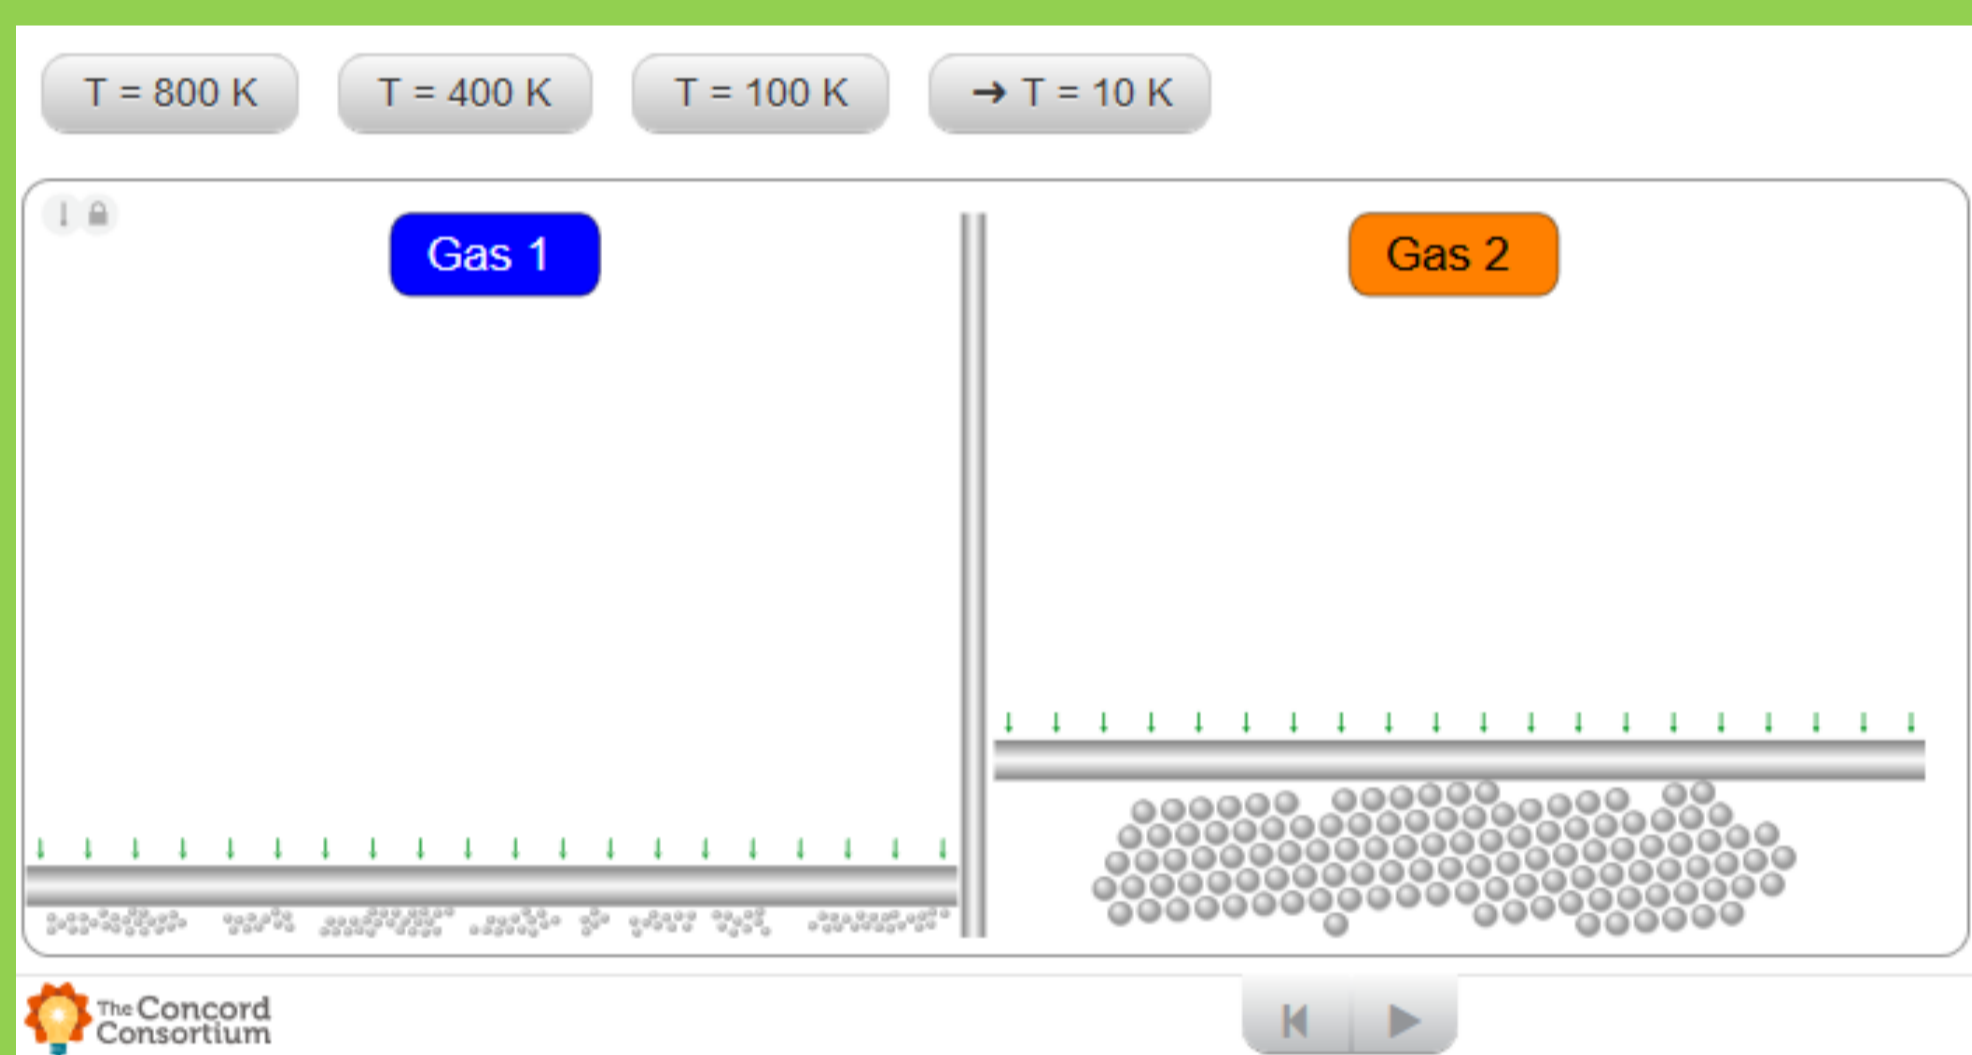 T = 800 K
T = 400 K
T = 100 K
→ T = 10 K
Gas 1
Gas 2
The Concord
Consortium